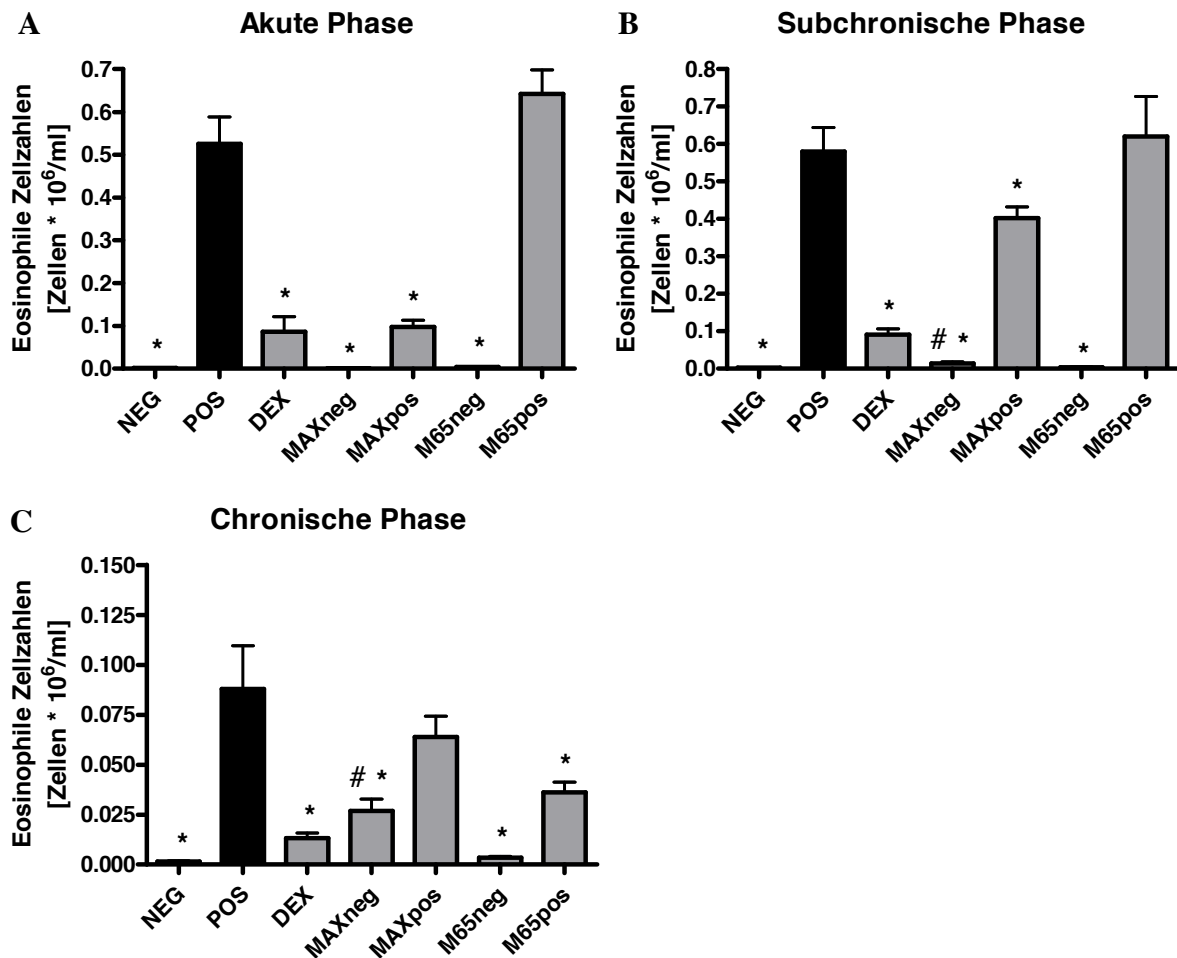 A
Akute Phase
Eosinophile Zellzahlen
[Zellen * 10⁶/ml]
0.7
0.6
0.5
0.4
0.3
0.2
0.1
0.0
*
*
*
*
*
NEG
POS
DEX
MAXneg
MAXpos
M65neg
M65pos
B
Subchronische Phase
Eosinophile Zellzahlen
[Zellen * 10⁶/ml]
0.8
0.7
0.6
0.5
0.4
0.3
0.2
0.1
0.0
*
*
# *
*
*
NEG
POS
DEX
MAXneg
MAXpos
M65neg
M65pos
C
Chronische Phase
Eosinophile Zellzahlen
[Zellen * 10⁶/ml]
0.150
0.125
0.100
0.075
0.050
0.025
0.000
*
*
# *
*
*
NEG
POS
DEX
MAXneg
MAXpos
M65neg
M65pos